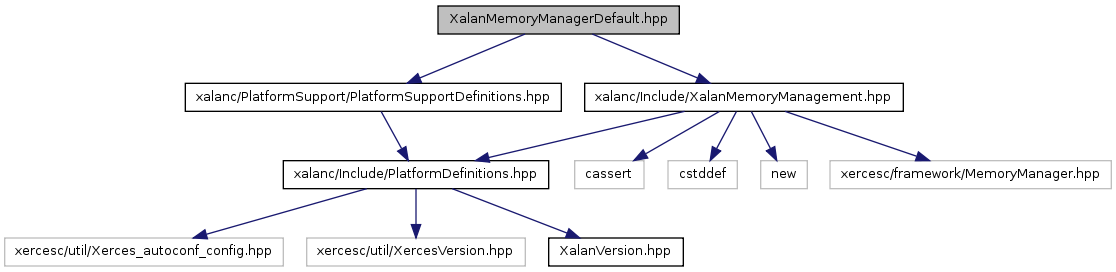 XalanMemoryManagerDefault.hpp
xalanc/PlatformSupport/PlatformSupportDefinitions.hpp
xalanc/Include/XalanMemoryManagement.hpp
xalanc/Include/PlatformDefinitions.hpp
cassert
cstddef
new
xercesc/framework/MemoryManager.hpp
xercesc/util/Xerces_autoconf_config.hpp
xercesc/util/XercesVersion.hpp
XalanVersion.hpp